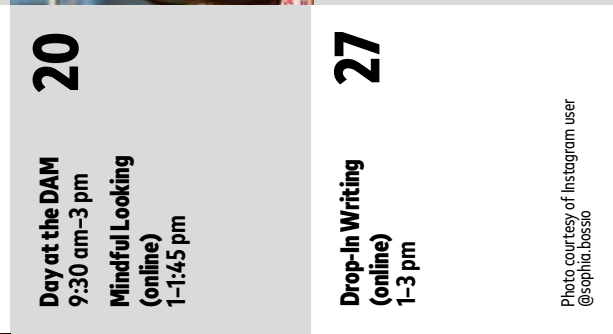 20
Day at the DAM
9:30 am–3 pm
Mindful Looking
(online)
1–1:45 pm
27
Drop-In Writing
(online)
1–3 pm
Photo courtesy of Instagram user
@sophia.bossio